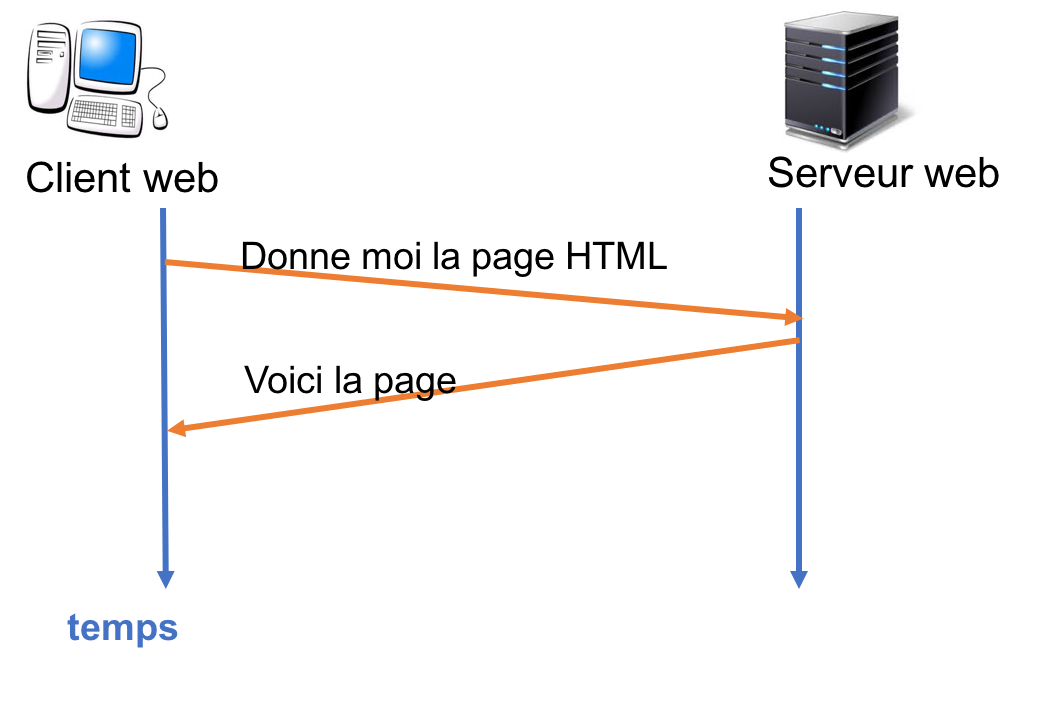 Client web
Serveur web
Donne moi la page HTML
Voici la page
temps